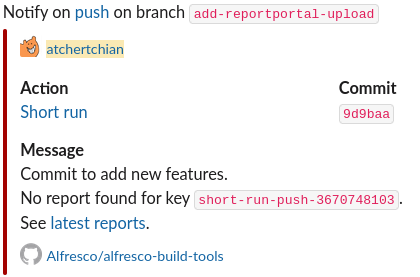 Notify on push on branch add-reportportal-upload
atchertchian
Action Commit
Short run 9d9baa
Message
Commit to add new features.
No report found for key short-run-push-3670748103.
See latest reports.
Alfresco/alfresco-build-tools